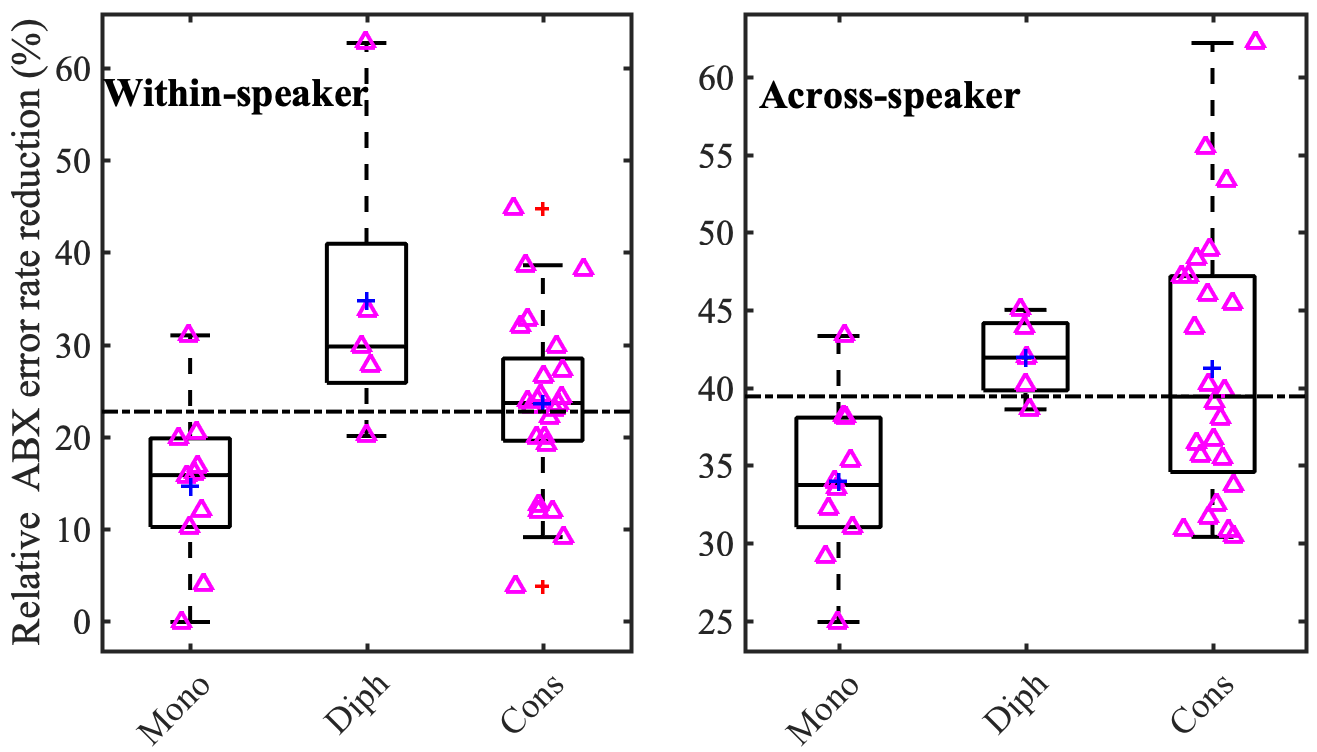 Relative ABX error rate reduction (%)
Within-speaker
60
50
40
30
20
10
0
Mono
Diph
Cons
Across-speaker
60
55
50
45
40
35
30
25
Mono
Diph
Cons